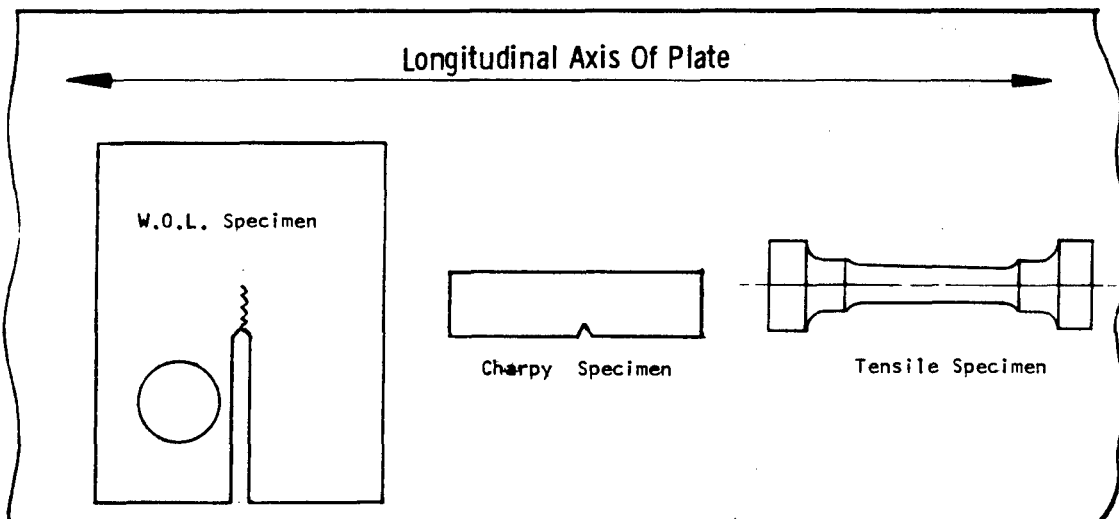 Longitudinal Axis Of Plate
W.O.L. Specimen
Charpy Specimen
Tensile Specimen